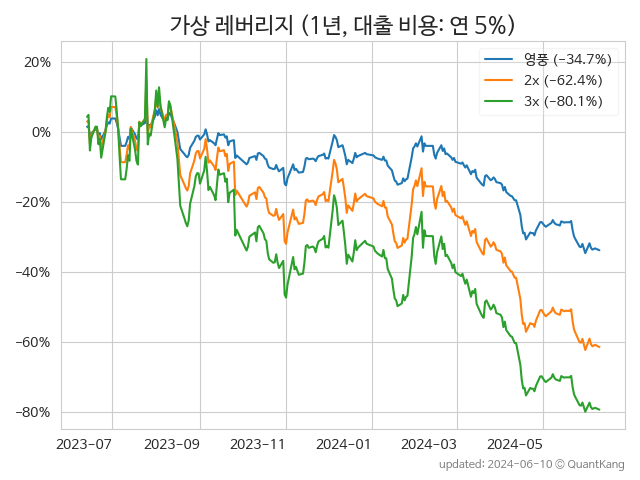 가상 레버리지 (1년, 대출 비용: 연 5%)
영풍 (−34.7%)
2x (−62.4%)
3x (−80.1%)
20%
0%
−20%
−40%
−60%
−80%
2023-07 2023-09 2023-11 2024-01 2024-03 2024-05
updated: 2024-06-10 ⓒ QuantKang